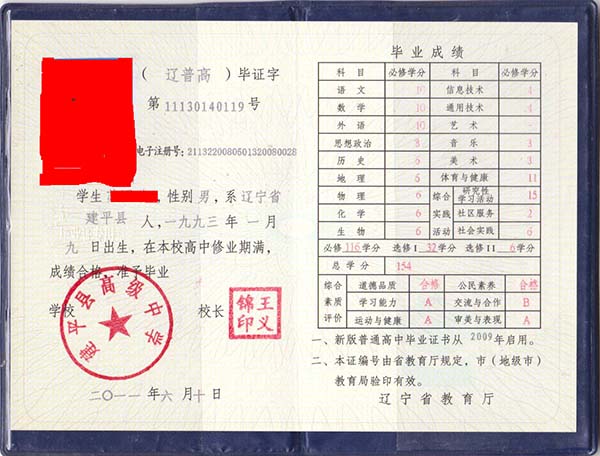 （ 辽普高 ）毕证字
第 11130140119 号
电子注册号：2113220080501320080028
学生 ，性别 男，系 辽宁省
建平县 人，一九九三 年 一 月
九 日出生，在本校高中修业期满，
成绩合格，准予毕业
学校
校长
建平县高级中学
王义锦印
二〇一一 年 六 月 十 日
毕 业 成 绩
科 目 必修学分 科 目 必修学分
语 文 10 信息技术 4
数 学 10 通用技术 4
外 语 10 艺 术
思想政治 8 音 乐 3
历 史 6 美 术 3
地 理 6 体育与健康 11
物 理 6 综合 研究性学习活动 15
化 学 6 实践 社区服务 2
生 物 6 活动 社会实践 6
必修 116 学分 选修 I 32 学分 选修 II 6 学分
总 学 分 154
综合 道德品质 合格 公民素养 合格
素质 学习能力 A 交流与合作 B
评价 运动与健康 A 审美与表现 A
一、新版普通高中毕业证书从 2009 年启用。
二、本证编号由省教育厅规定，市（地级市）
教育局验印有效。
辽宁省教育厅